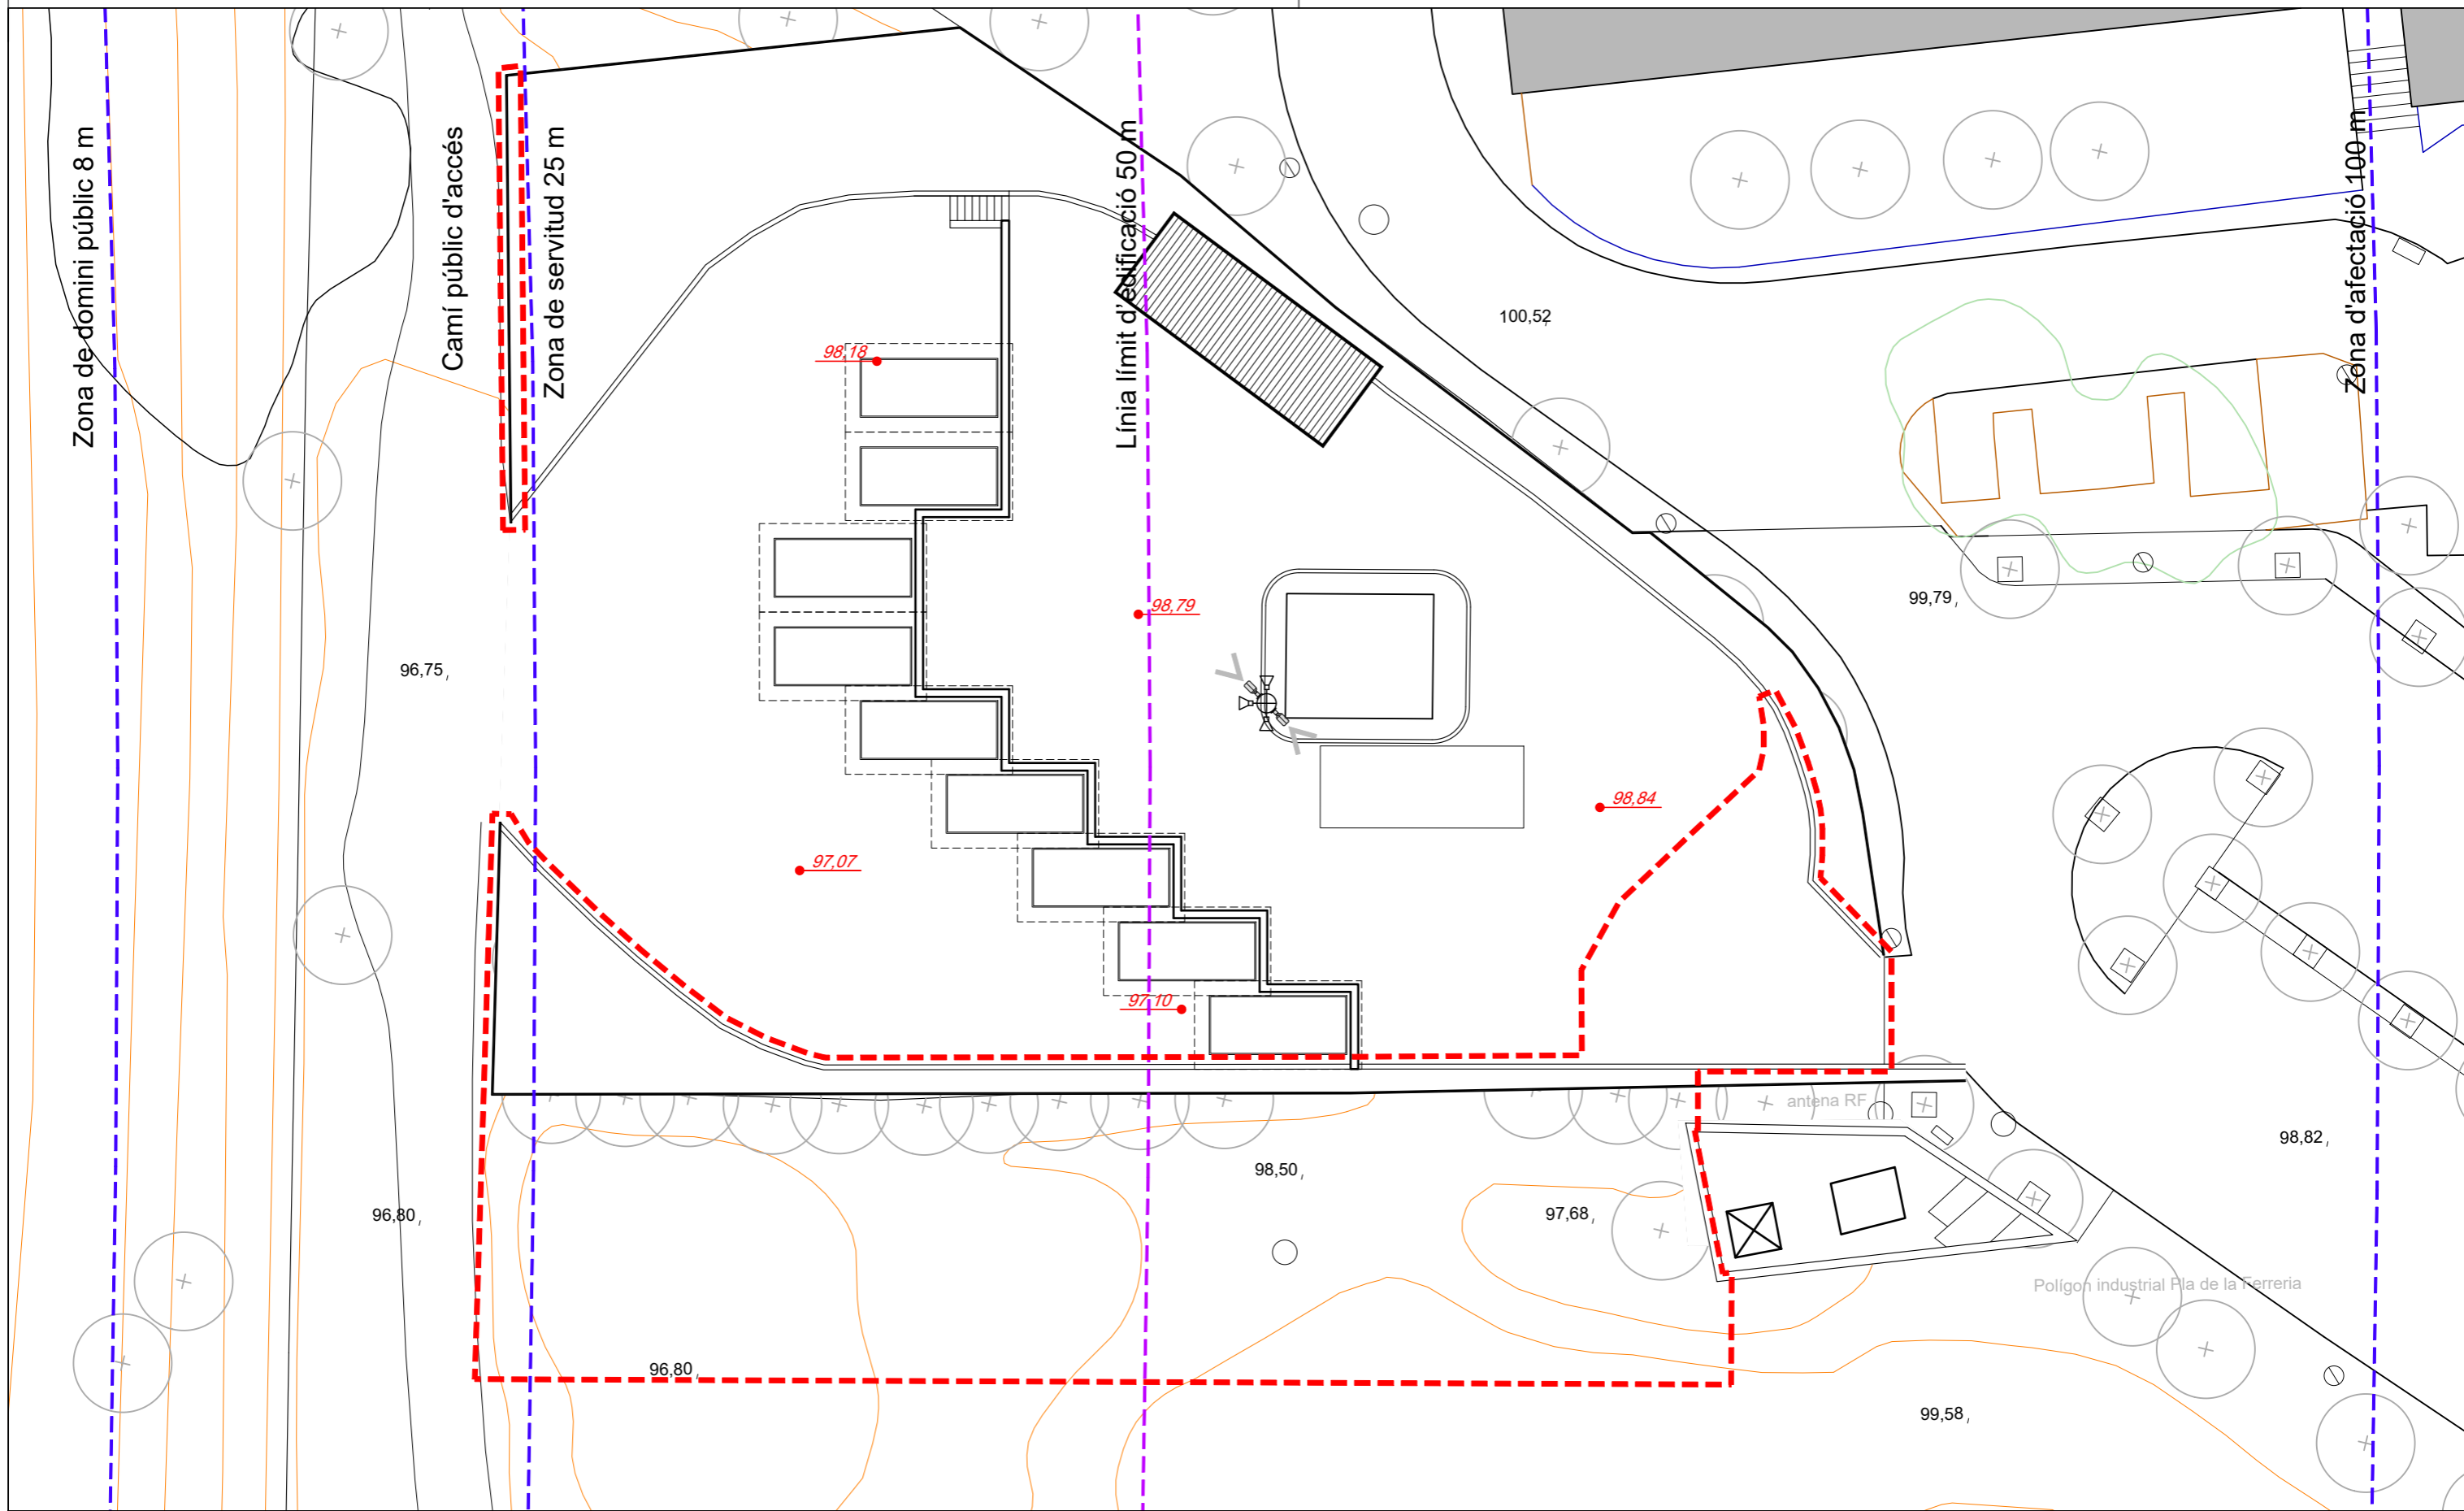 Zona de domini públic 8 m
Camí públic d'accés
Zona de servitud 25 m
Línia límit d'edificació 50 m
Zona d'afectació 100 m
100,52
98,18
99,79
98,79
96,75
98,84
97,07
97,10
antena RF
98,82
98,50
97,68
96,80
Polígon industrial Pla de la Ferreria
96,80
99,58